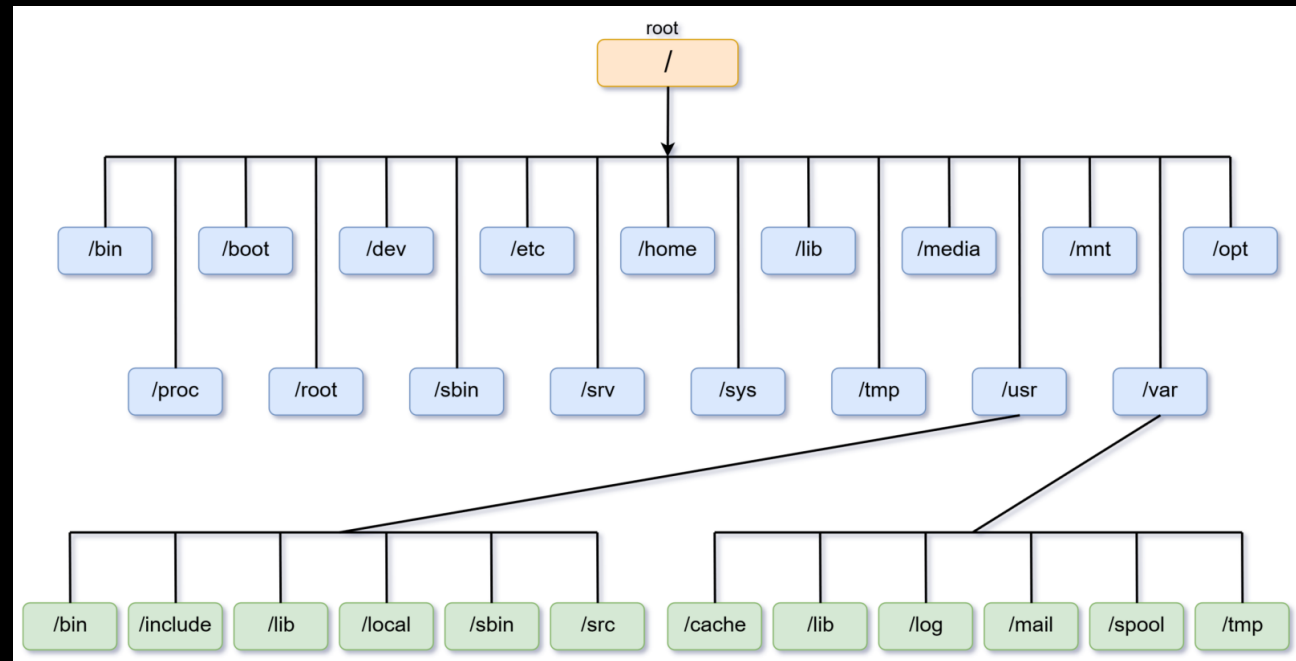 root
/
/bin /boot /dev /etc /home /lib /media /mnt /opt
/proc /root /sbin /srv /sys /tmp /usr /var
/bin /include /lib /local /sbin /src /cache /lib /log /mail /spool /tmp